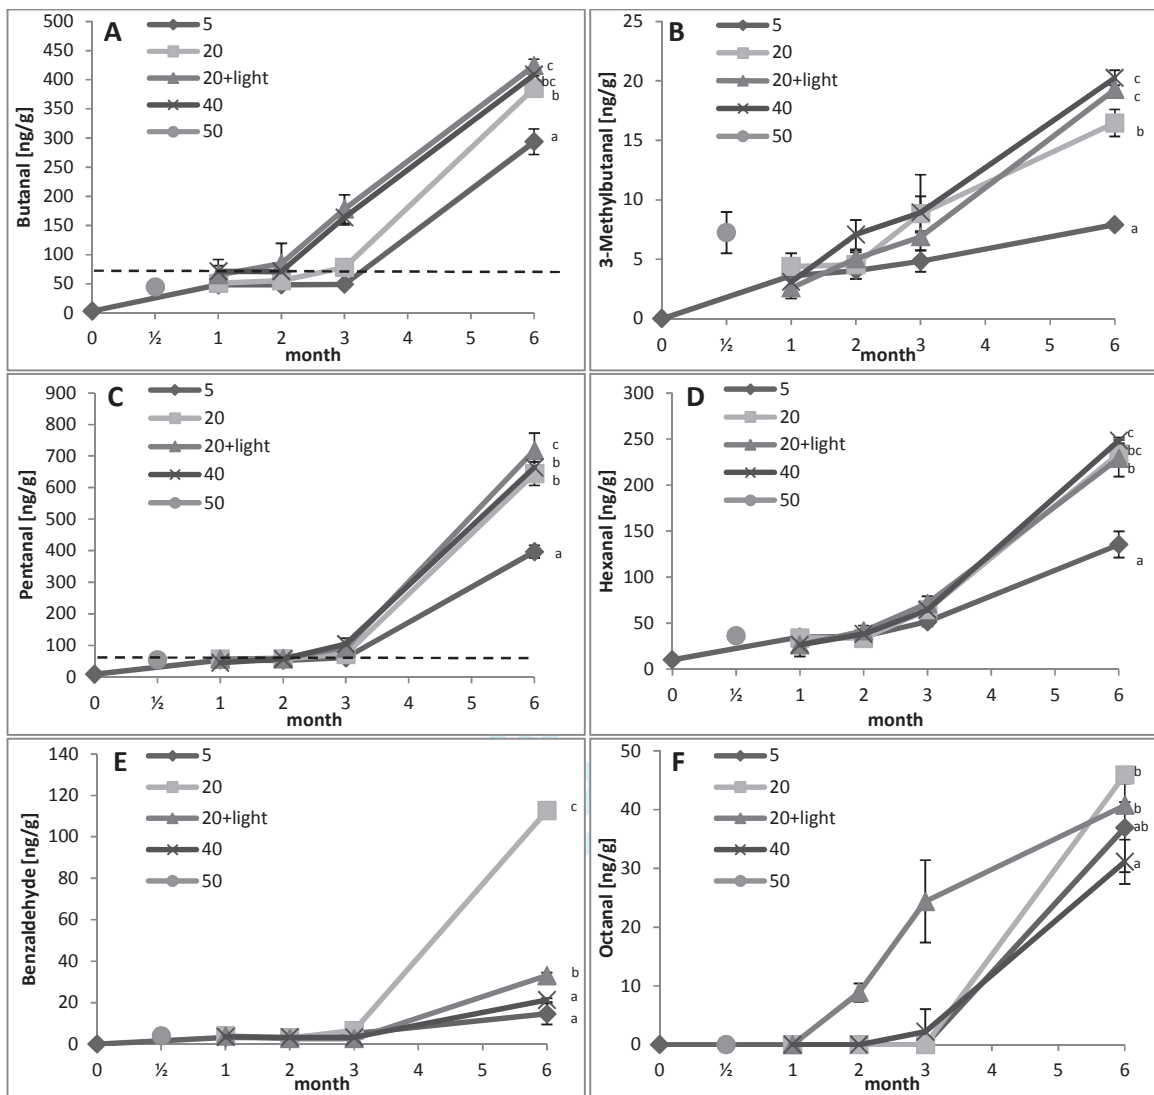 A
Butanal [ng/g]
500
450
400
350
300
250
200
150
100
50
0
5
20
20+light
40
50
c
bc
b
a
0 ½ 1 2 3 4 5 6
month
B
3-Methylbutanal [ng/g]
25
20
15
10
5
0
5
20
20+light
40
50
c
c
b
a
0 ½ 1 2 3 4 5 6
month
C
Pentanal [ng/g]
900
800
700
600
500
400
300
200
100
0
5
20
20+light
40
50
c
b
b
a
0 ½ 1 2 3 4 5 6
month
D
Hexanal [ng/g]
300
250
200
150
100
50
0
5
20
20+light
40
50
c
bc
b
a
0 ½ 1 2 3 4 5 6
month
E
Benzaldehyde [ng/g]
140
120
100
80
60
40
20
0
5
20
20+light
40
50
c
b
a
a
0 ½ 1 2 3 4 5 6
month
F
Octanal [ng/g]
50
40
30
20
10
0
5
20
20+light
40
50
b
b
ab
a
0 ½ 1 2 3 4 5 6
month